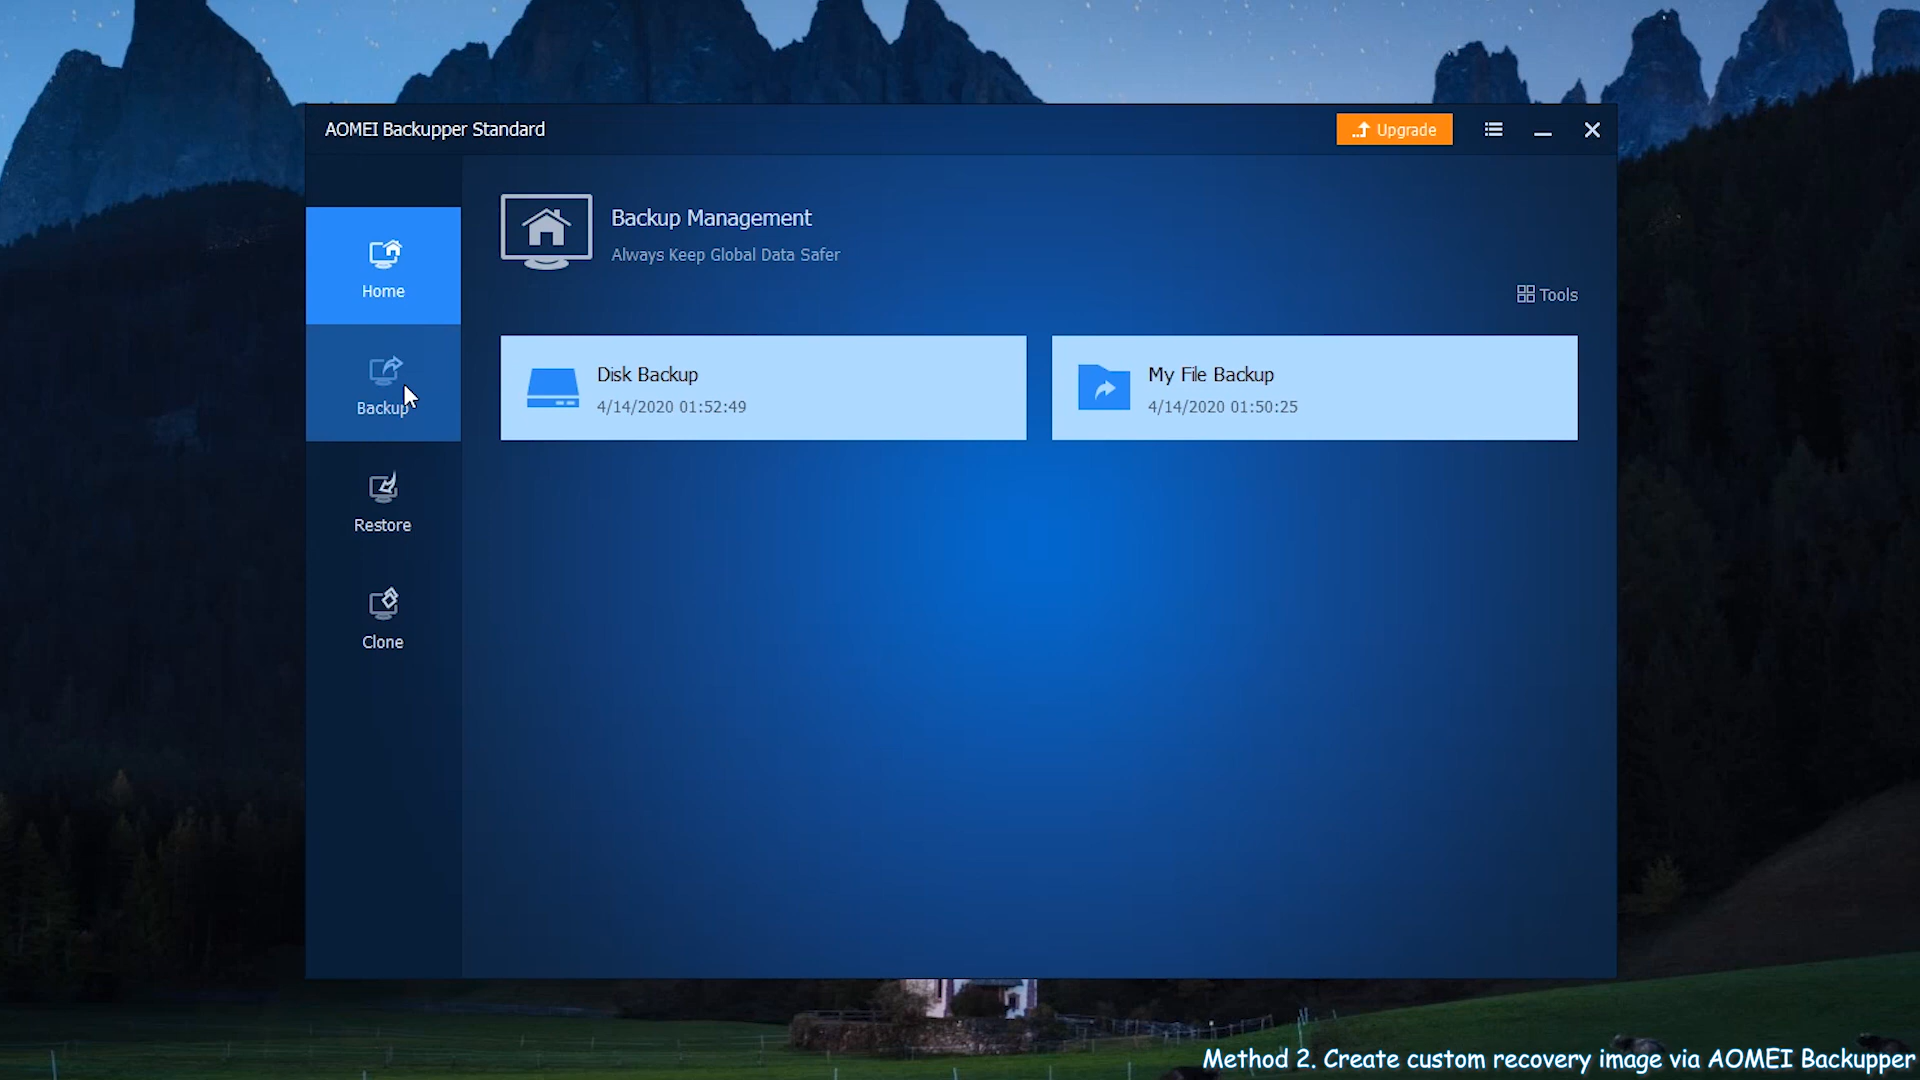 AOMEI Backupper Standard
Upgrade
Backup Management
Always Keep Global Data Safer
Tools
Home
Backup
Restore
Clone
Disk Backup
4/14/2020 01:52:49
My File Backup
4/14/2020 01:50:25
Method 2. Create custom recovery image via AOMEI Backupper